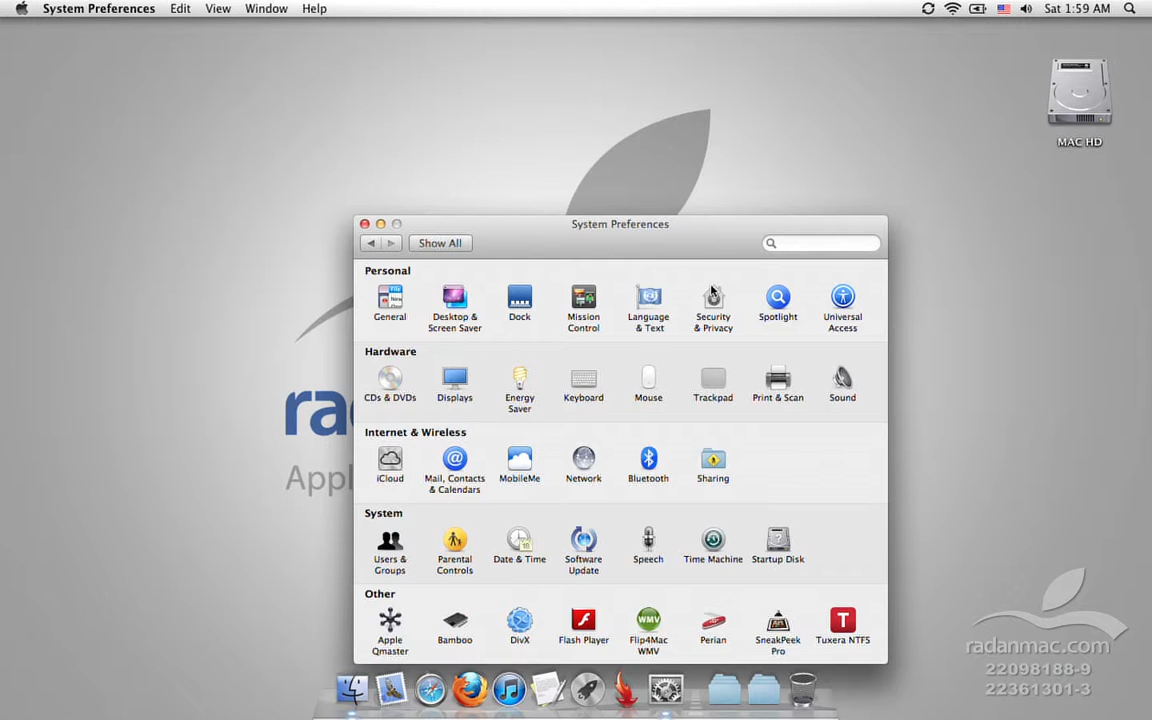 System Preferences Edit View Window Help
Sat 1:59 AM
MAC HD
System Preferences
Show All
Personal
General
Desktop &
Screen Saver
Dock
Mission
Control
Language
& Text
Security
& Privacy
Spotlight
Universal
Access
Hardware
CDs & DVDs
Displays
Energy
Saver
Keyboard
Mouse
Trackpad
Print & Scan
Sound
Internet & Wireless
iCloud
Mail, Contacts
& Calendars
MobileMe
Network
Bluetooth
Sharing
System
Users &
Groups
Parental
Controls
Date & Time
Software
Update
Speech
Time Machine
Startup Disk
Other
Apple
Qmaster
Bamboo
DivX
Flash Player
Flip4Mac
WMV
Perian
SneakPeek
Pro
Tuxera NTFS
rad
Appl
radanmac.com
22098188-9
22361301-3